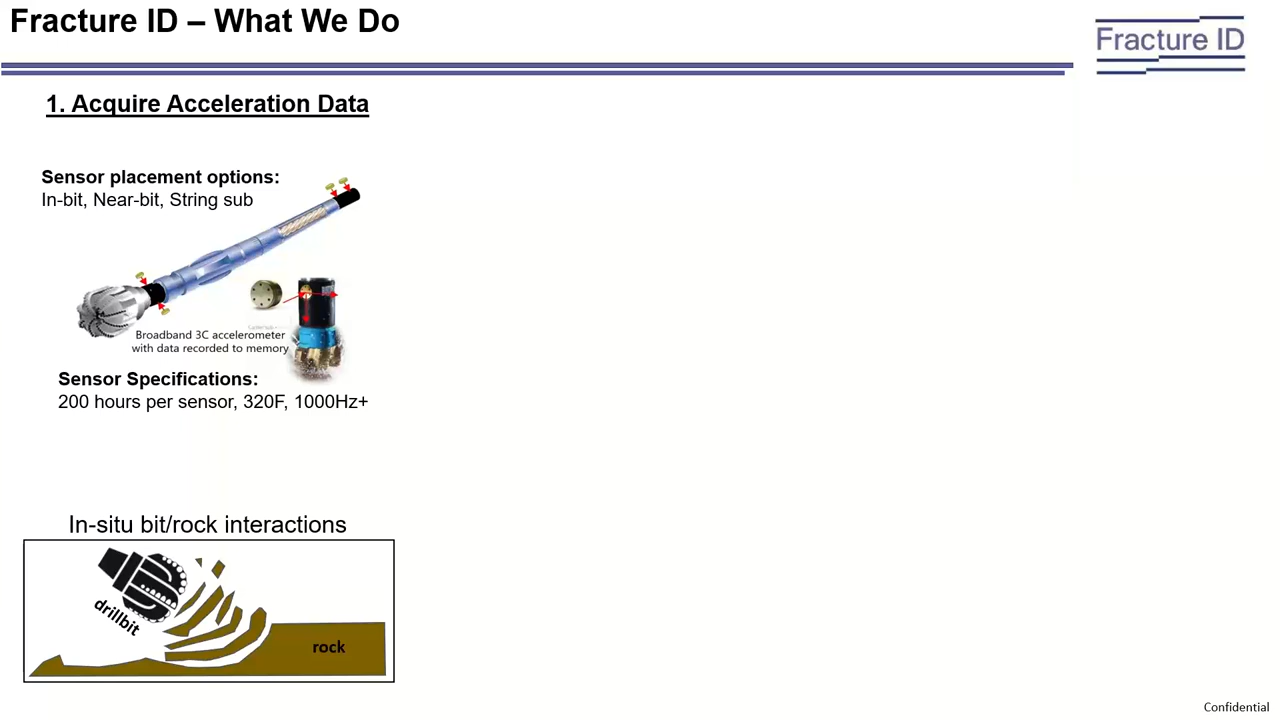 Fracture ID – What We Do
Fracture ID
1. Acquire Acceleration Data
Sensor placement options:
In-bit, Near-bit, String sub
Broadband 3C accelerometer
with data recorded to memory
Sensor Specifications:
200 hours per sensor, 320F, 1000Hz+
In-situ bit/rock interactions
drillbit
rock
Confidential